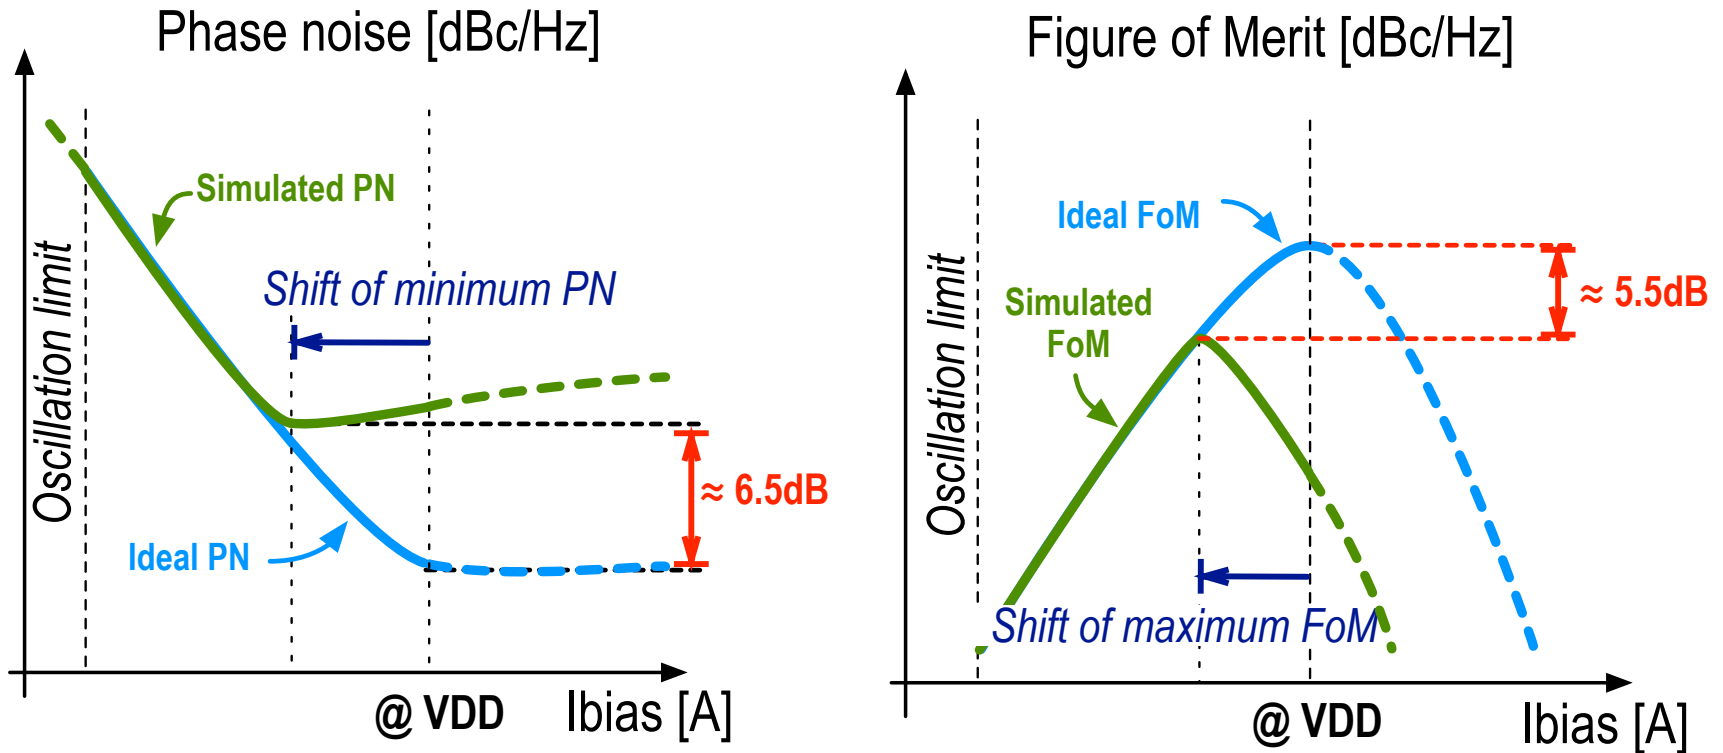 Phase noise [dBc/Hz]
Simulated PN
Oscillation limit
Shift of minimum PN
≈ 6.5dB
Ideal PN
@ VDD
Ibias [A]
Figure of Merit [dBc/Hz]
Ideal FoM
Oscillation limit
Simulated
FoM
≈ 5.5dB
Shift of maximum FoM
@ VDD
Ibias [A]